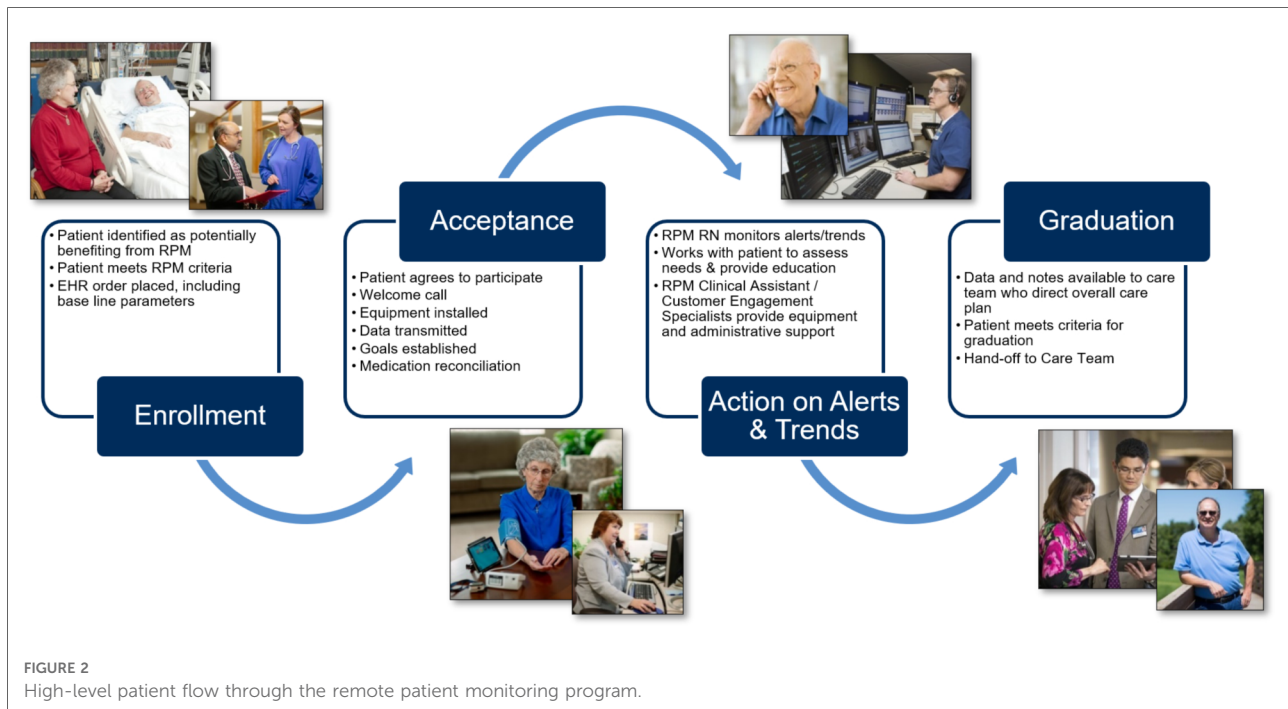 • Patient identified as potentially
benefiting from RPM
• Patient meets RPM criteria
• EHR order placed, including
base line parameters
Enrollment
Acceptance
• Patient agrees to participate
• Welcome call
• Equipment installed
• Data transmitted
• Goals established
• Medication reconciliation
• RPM RN monitors alerts/trends
• Works with patient to assess
needs & provide education
• RPM Clinical Assistant /
Customer Engagement
Specialists provide equipment
and administrative support
Action on Alerts
& Trends
Graduation
• Data and notes available to care
team who direct overall care
plan
• Patient meets criteria for
graduation
• Hand-off to Care Team
FIGURE 2
High-level patient flow through the remote patient monitoring program.